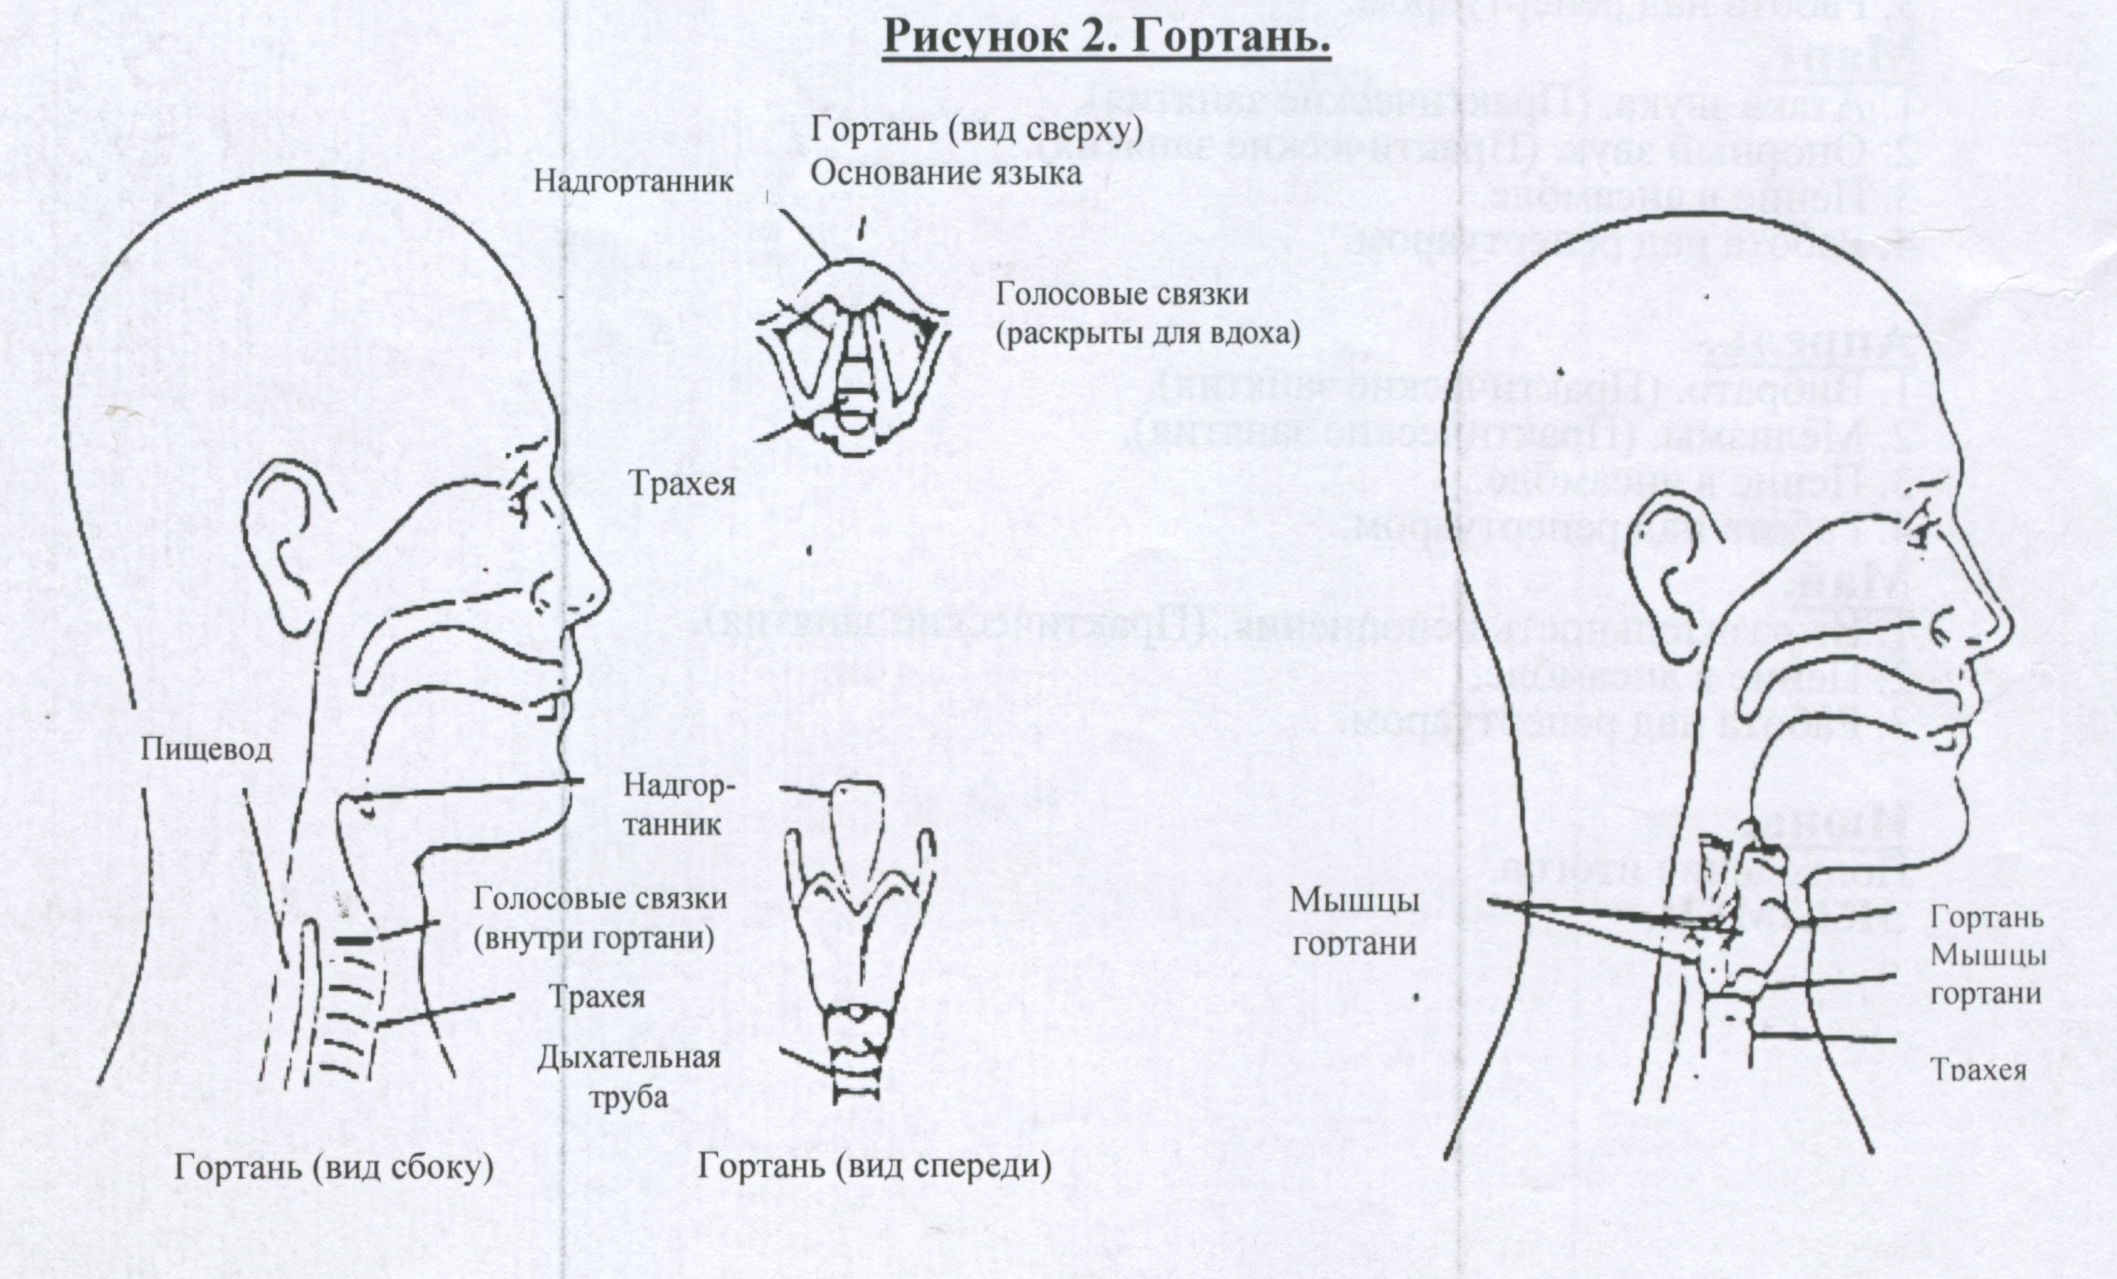 Рисунок 2. Гортань.
Гортань (вид сверху)
Основание языка
Надгортанник
Голосовые связки
(раскрыты для вдоха)
Трахея
Пищевод
Надгор-
танник
Голосовые связки
(внутри гортани)
Трахея
Дыхательная
труба
Гортань (вид сбоку)
Гортань (вид спереди)
Мышцы
гортани
Гортань
Мышцы
гортани
Трахея